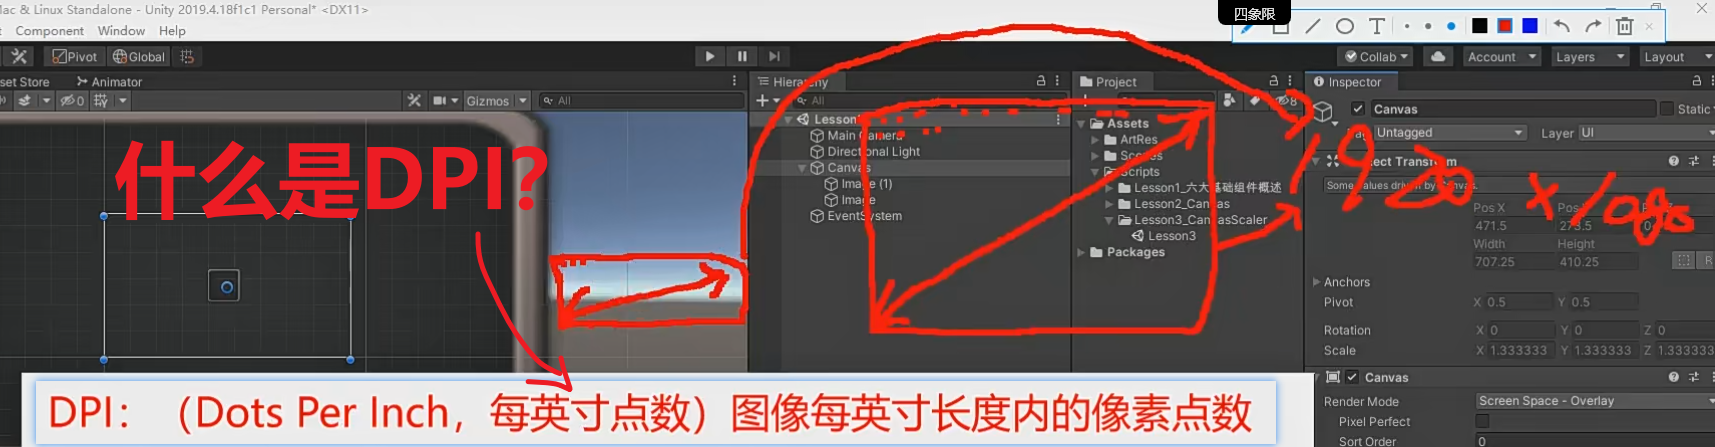 Mac & Linux Standalone - Unity 2019.4.18f1c1 Personal* <DX11>
四象限
Component Window Help
Pivot Global
Collab Account Layers Layout
set Store Animator
Hierarchy
Project
Inspector
Gizmos All
All
8
Canvas
Static
Untagged
Layer UI
Lesson
Main Camera
Directional Light
Canvas
Image (1)
Image
EventSystem
Assets
ArtRes
Scenes
Scripts
Lesson1_六大基础组件概述
Lesson2_Canvas
Lesson3_CanvasScaler
Lesson3
Packages
什么是DPI?
1920 X 1080
Rect Transform
Some values driven by Canvas.
Pos X Pos Y
471.5 273.5
Width Height
707.25 410.25
R
Anchors
Pivot X 0.5 Y 0.5
Rotation X 0 Y 0 Z 0
Scale X 1.333333 Y 1.333333 Z 1.333333
Canvas
Render Mode Screen Space - Overlay
Pixel Perfect
Sort Order 0
DPI：（Dots Per Inch，每英寸点数）图像每英寸长度内的像素点数